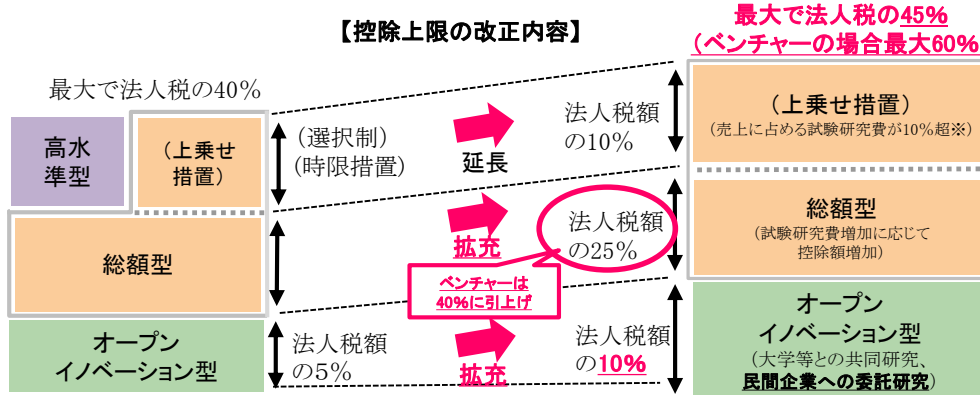 【控除上限の改正内容】
最大で法人税の45%
(ベンチャーの場合最大60%
最大で法人税の40%
高水
準型
(上乗せ
措置)
総額型
オープン
イノベーション型
(選択制)
(時限措置)
法人税額
の5%
延長
拡充
ベンチャーは
40%に引上げ
拡充
法人税額
の10%
法人税額
の25%
法人税額
の10%
(上乗せ措置)
(売上に占める試験研究費が10%超※)
総額型
(試験研究費増加に応じて
控除額増加)
オープン
イノベーション型
(大学等との共同研究、
民間企業への委託研究)